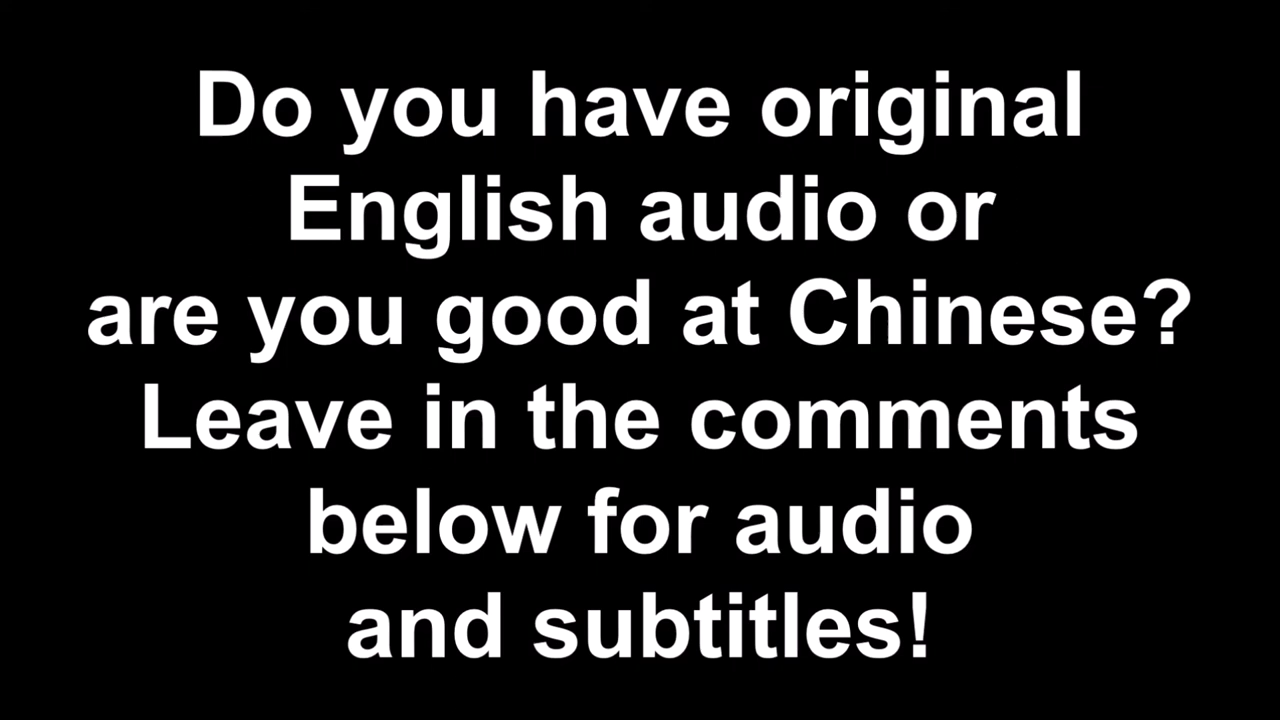 Do you have original
English audio or
are you good at Chinese?
Leave in the comments
below for audio
and subtitles!